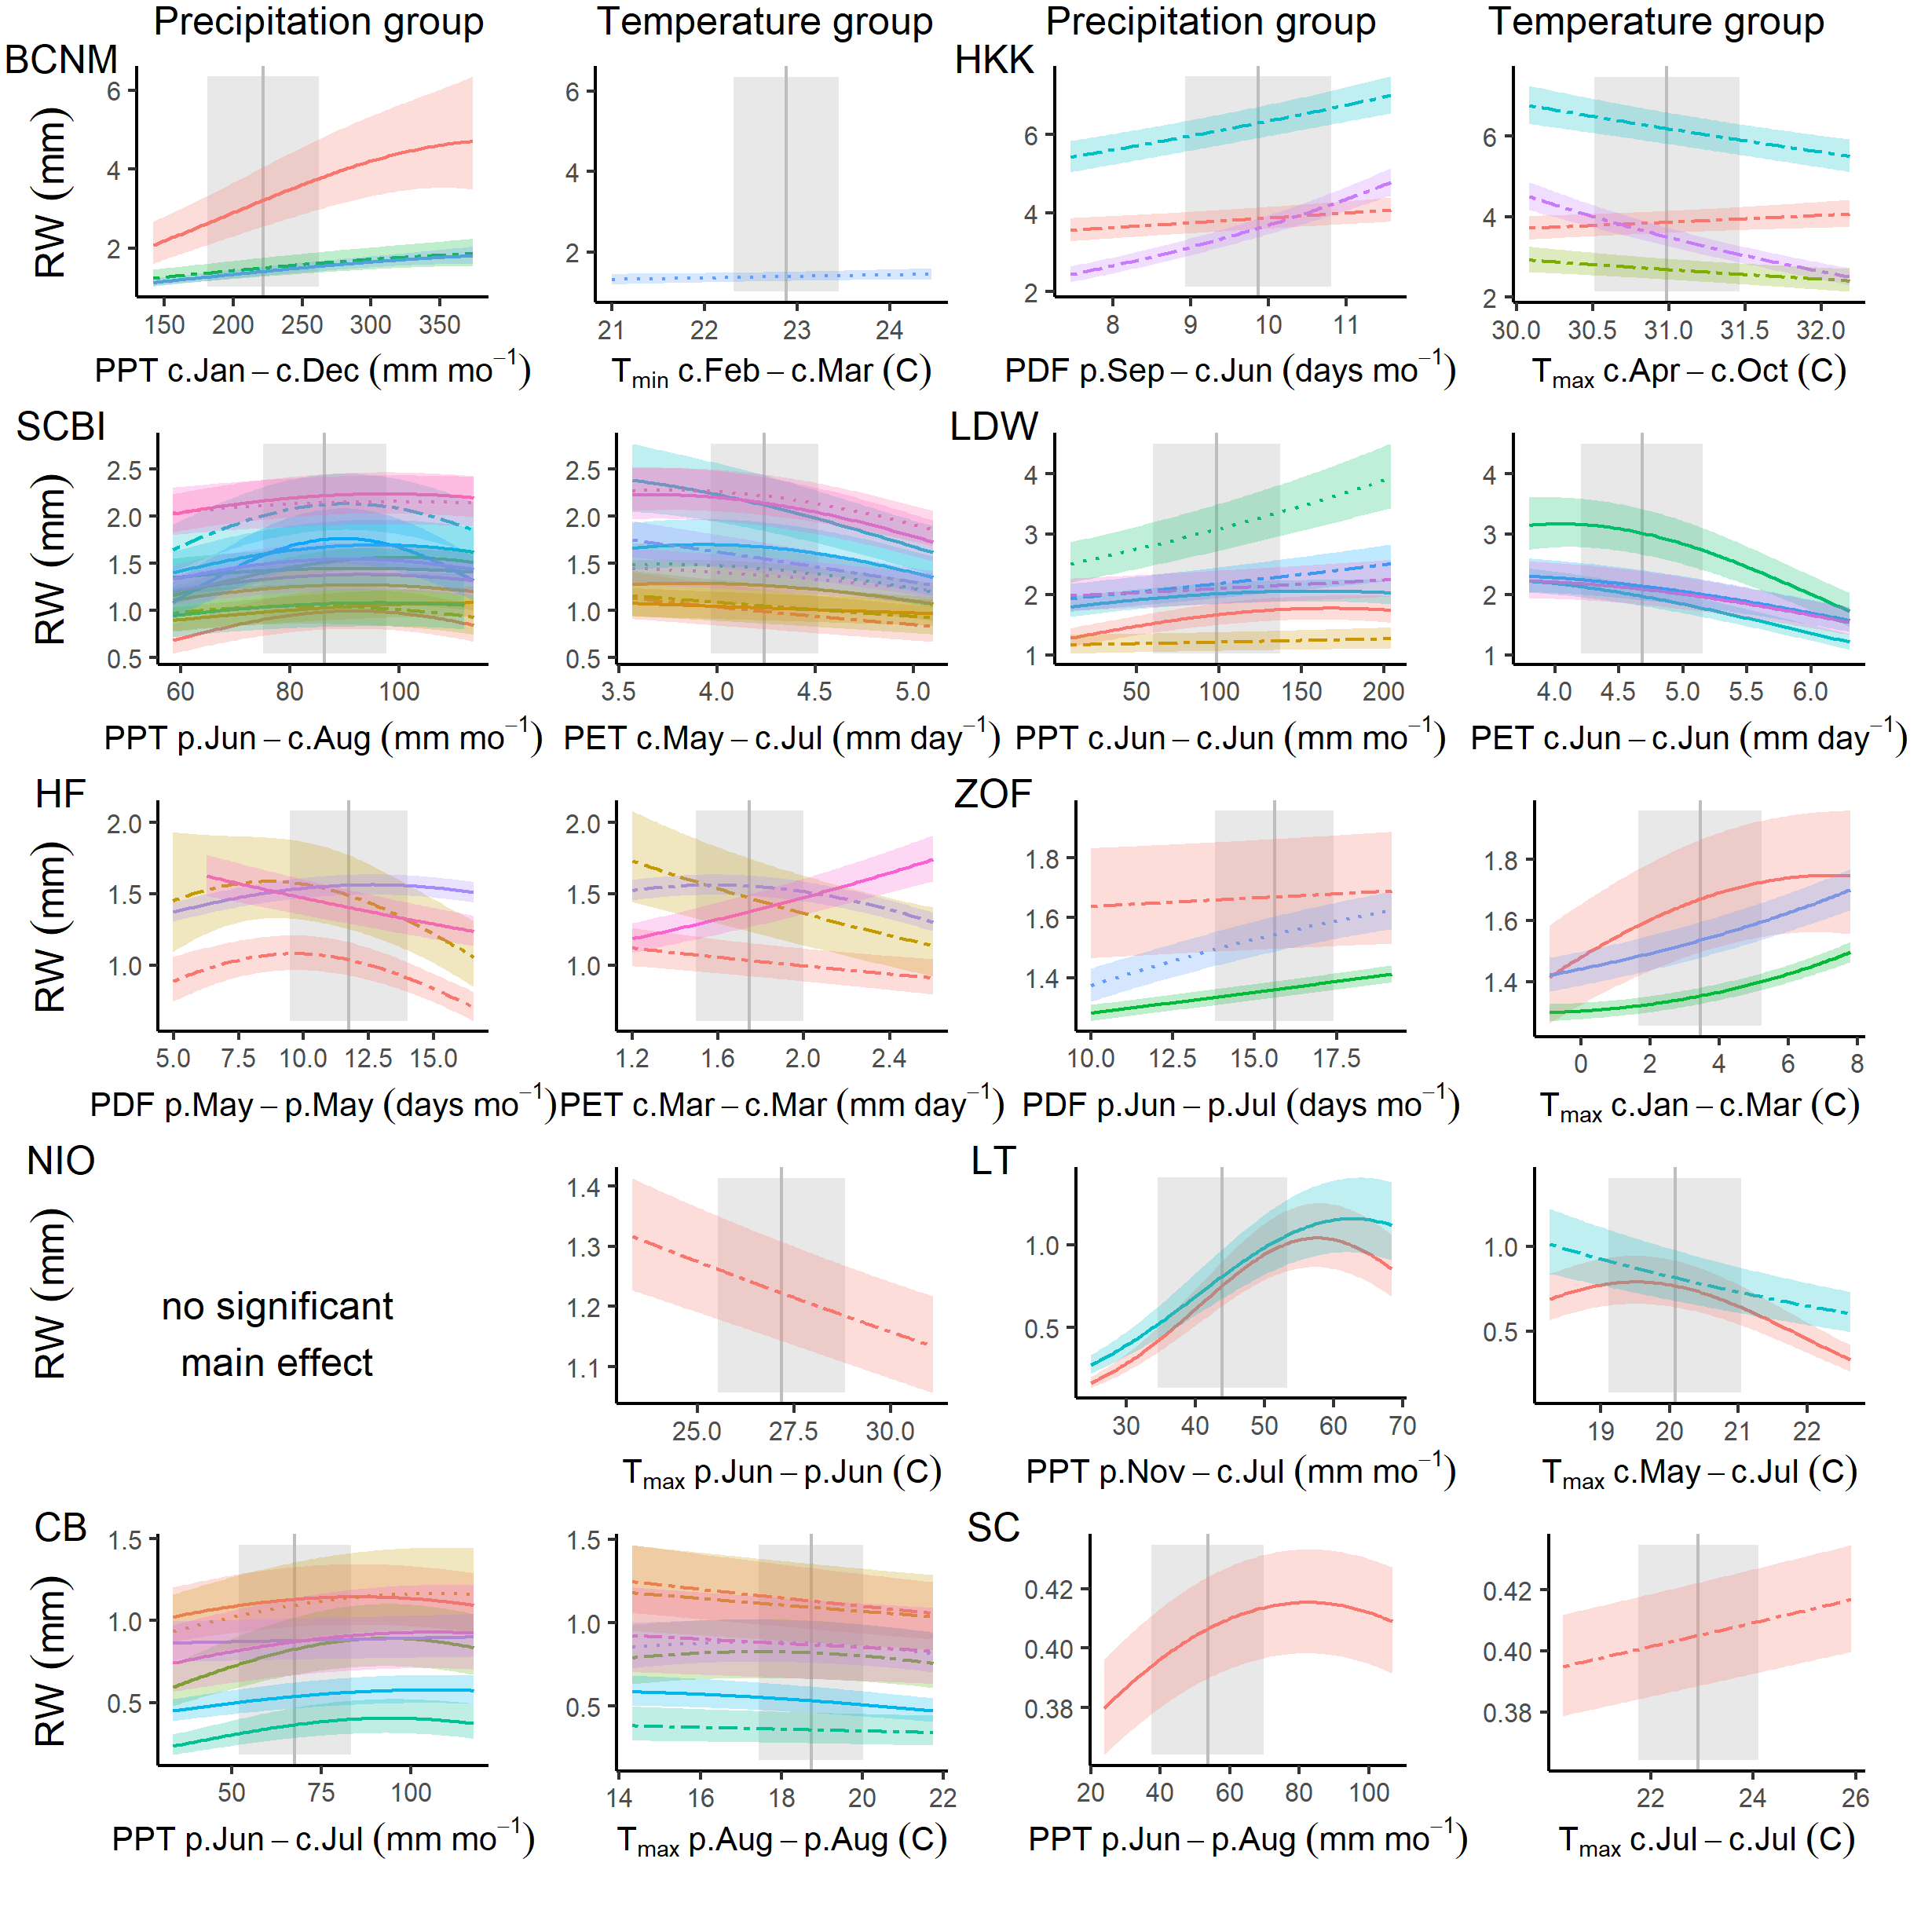 Precipitation group Temperature group Precipitation group Temperature group
BCNM HKK
RW (mm)
6 4 2
150 200 250 300 350
PPT c.Jan – c.Dec (mm mo⁻¹)
6 4 2
21 22 23 24
Tmin c.Feb – c.Mar (C)
6 4 2
8 9 10 11
PDF p.Sep – c.Jun (days mo⁻¹)
6 4 2
30.0 30.5 31.0 31.5 32.0
Tmax c.Apr – c.Oct (C)
SCBI LDW
RW (mm)
2.5 2.0 1.5 1.0 0.5
60 80 100
PPT p.Jun – c.Aug (mm mo⁻¹)
2.5 2.0 1.5 1.0 0.5
3.5 4.0 4.5 5.0
PET c.May – c.Jul (mm day⁻¹)
4 3 2 1
50 100 150 200
PPT c.Jun – c.Jun (mm mo⁻¹)
4 3 2 1
4.0 4.5 5.0 5.5 6.0
PET c.Jun – c.Jun (mm day⁻¹)
HF ZOF
RW (mm)
2.0 1.5 1.0
5.0 7.5 10.0 12.5 15.0
PDF p.May – p.May (days mo⁻¹)
2.0 1.5 1.0
1.2 1.6 2.0 2.4
PET c.Mar – c.Mar (mm day⁻¹)
1.8 1.6 1.4
10.0 12.5 15.0 17.5
PDF p.Jun – p.Jul (days mo⁻¹)
1.8 1.6 1.4
0 2 4 6 8
Tmax c.Jan – c.Mar (C)
NIO LT
RW (mm)
no significant
main effect
1.4 1.3 1.2 1.1
25.0 27.5 30.0
Tmax p.Jun – p.Jun (C)
1.0 0.5
30 40 50 60 70
PPT p.Nov – c.Jul (mm mo⁻¹)
1.0 0.5
19 20 21 22
Tmax c.May – c.Jul (C)
CB SC
RW (mm)
1.5 1.0 0.5
50 75 100
PPT p.Jun – c.Jul (mm mo⁻¹)
1.5 1.0 0.5
14 16 18 20 22
Tmax p.Aug – p.Aug (C)
0.42 0.40 0.38
20 40 60 80 100
PPT p.Jun – p.Aug (mm mo⁻¹)
0.42 0.40 0.38
22 24 26
Tmax c.Jul – c.Jul (C)